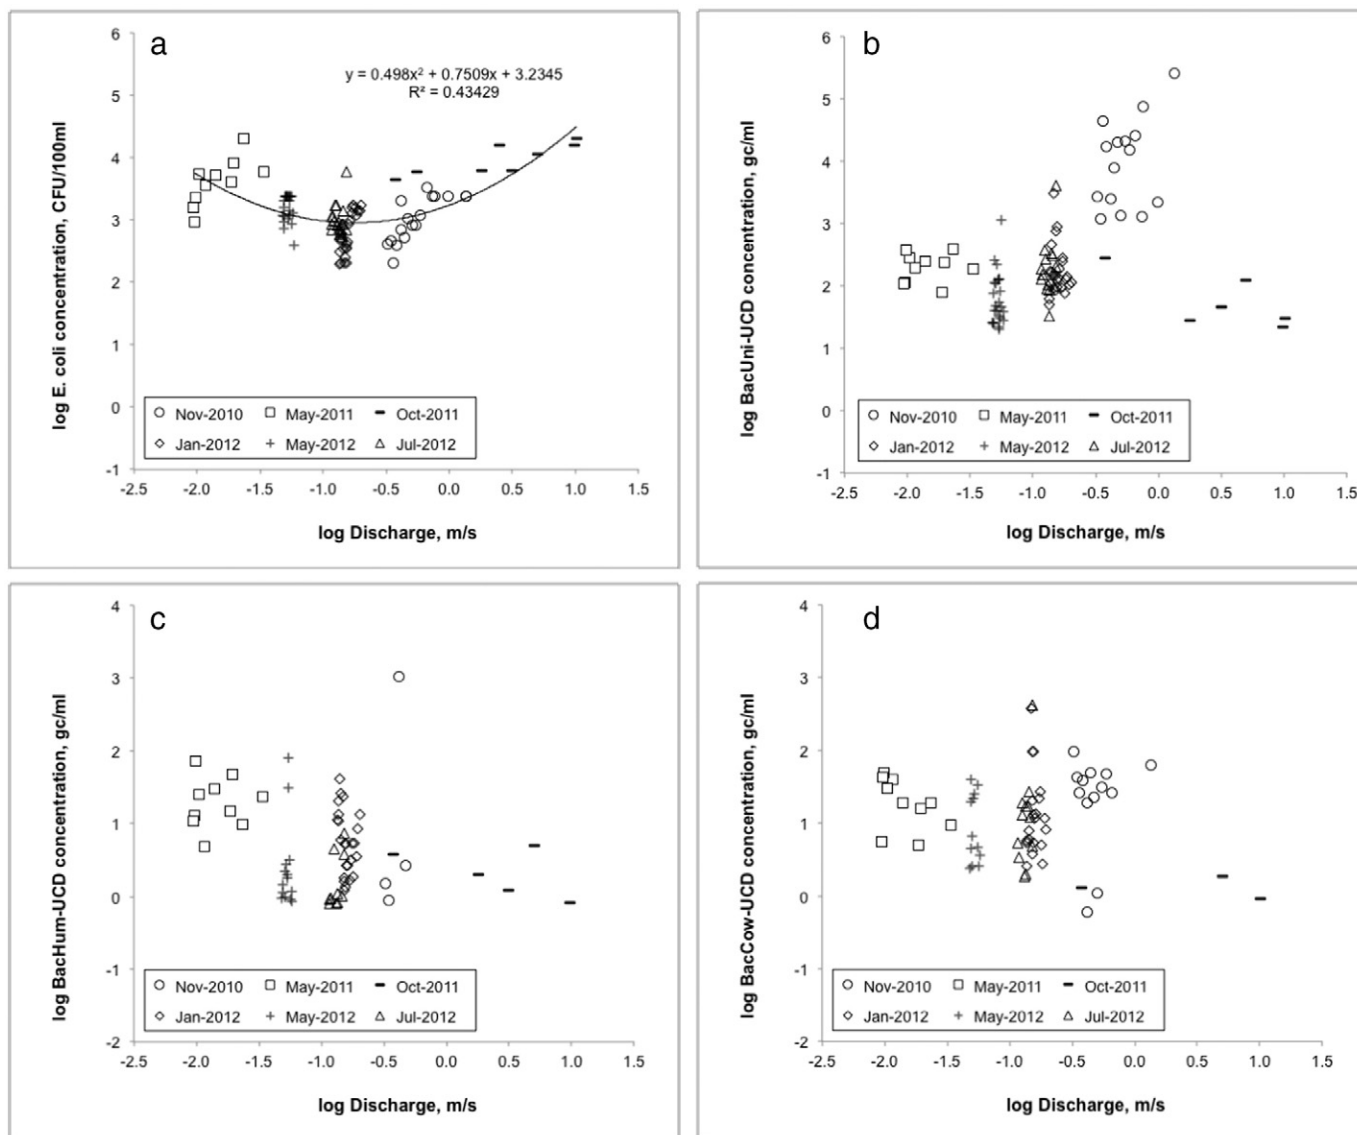 a
y = 0.498x² + 0.7509x + 3.2345
R² = 0.43429
log E. coli concentration, CFU/100ml
6
5
4
3
2
1
0
-1
-2.5 -2.0 -1.5 -1.0 -0.5 0.0 0.5 1.0 1.5
log Discharge, m/s
Nov-2010 May-2011 Oct-2011
Jan-2012 May-2012 Jul-2012
b
log BacUni-UCD concentration, gc/ml
6
5
4
3
2
1
0
-1
-2.5 -2.0 -1.5 -1.0 -0.5 0.0 0.5 1.0 1.5
log Discharge, m/s
Nov-2010 May-2011 Oct-2011
Jan-2012 May-2012 Jul-2012
c
log BacHum-UCD concentration, gc/ml
4
3
2
1
0
-1
-2
-2.5 -2.0 -1.5 -1.0 -0.5 0.0 0.5 1.0 1.5
log Discharge, m/s
Nov-2010 May-2011 Oct-2011
Jan-2012 May-2012 Jul-2012
d
log BacCow-UCD concentration, gc/ml
4
3
2
1
0
-1
-2
-2.5 -2.0 -1.5 -1.0 -0.5 0.0 0.5 1.0 1.5
log Discharge, m/s
Nov-2010 May-2011 Oct-2011
Jan-2012 May-2012 Jul-2012